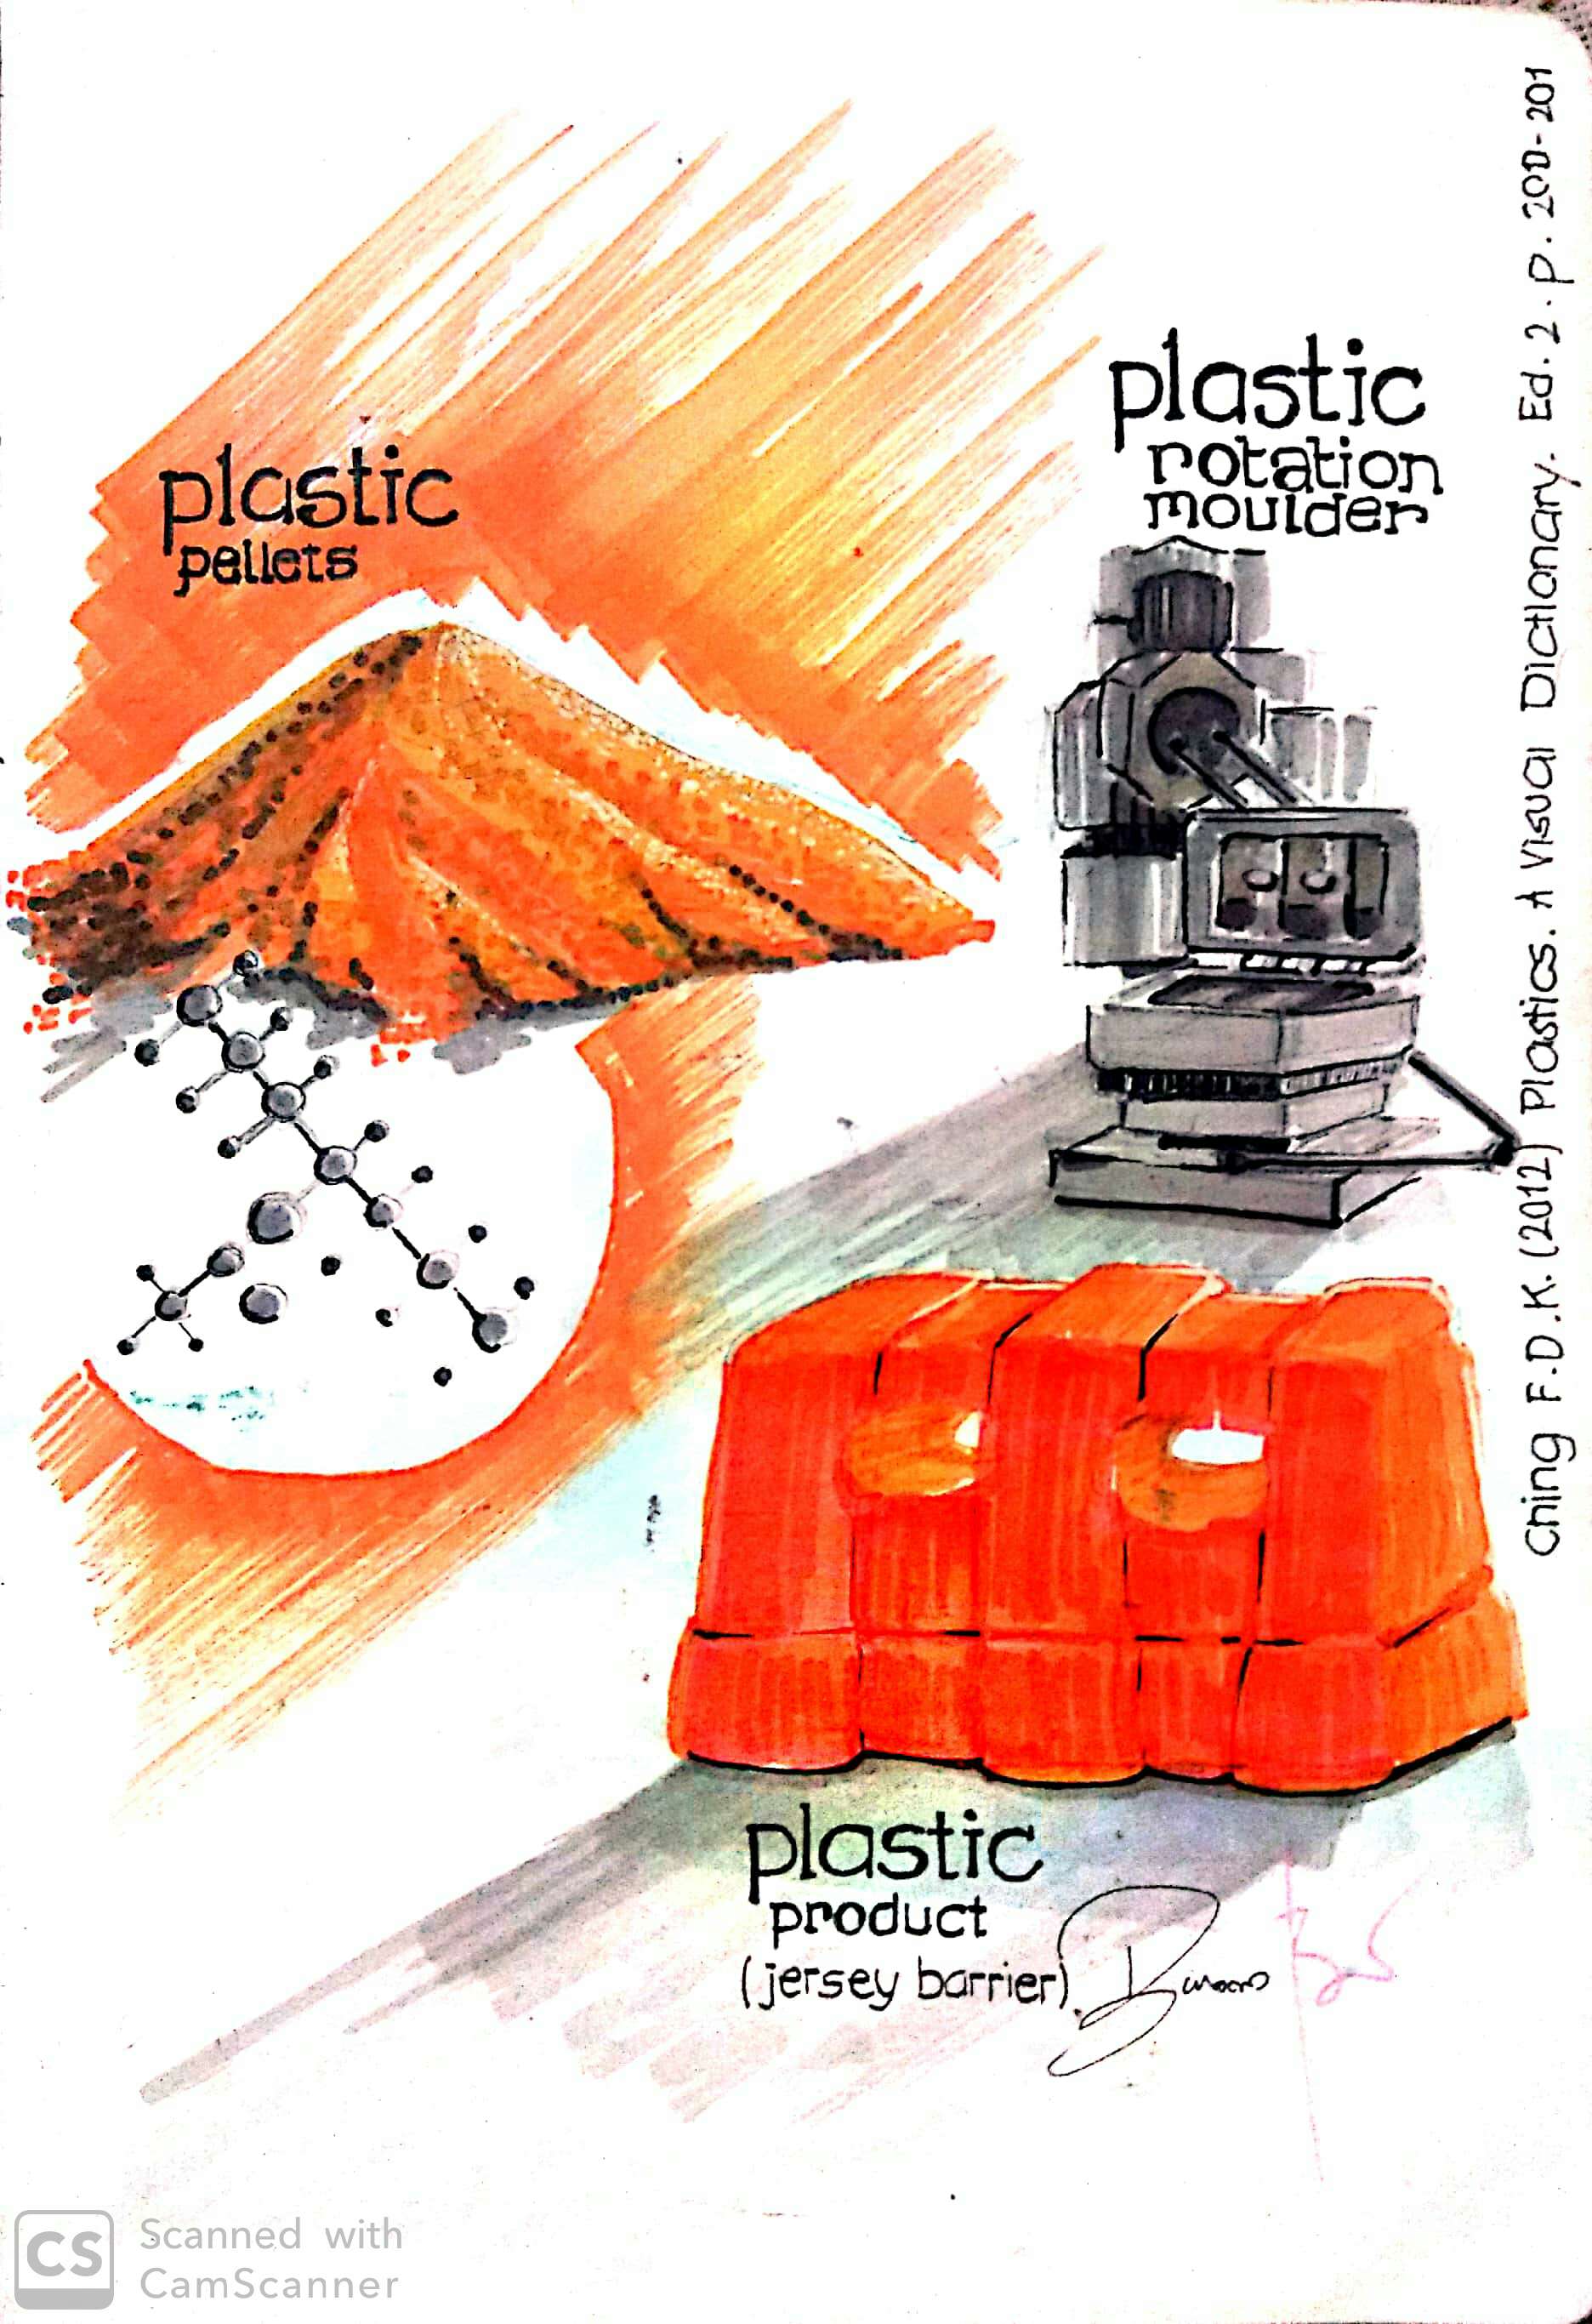 plastic
pellets
plastic
rotation
moulder
Ching F.D.K. (2012) Plastics. A Visual Dictionary. Ed. 2. P. 200-201
plastic
product
(jersey barrier)
CS
Scanned with
CamScanner